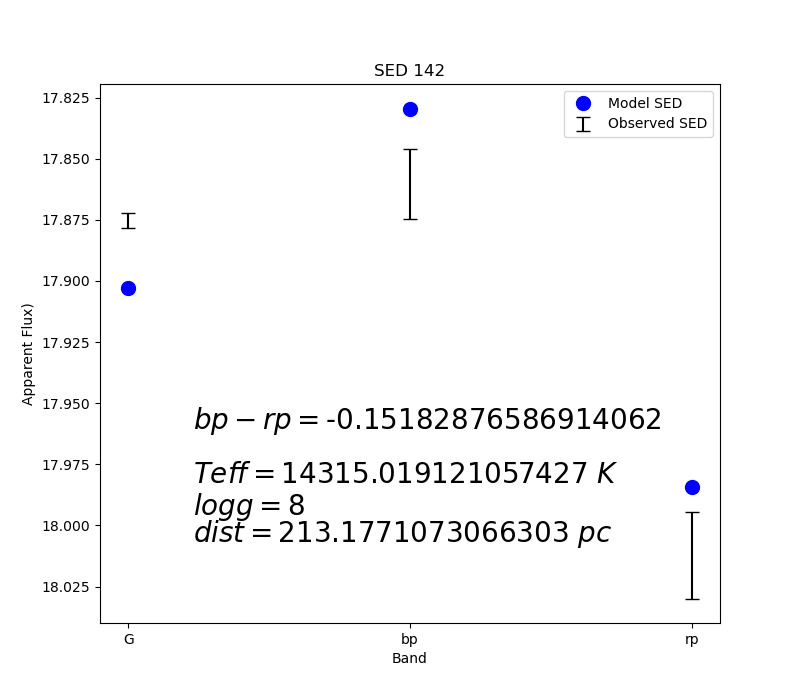 SED 142
Model SED
Observed SED
17.825
17.850
17.875
17.900
17.925
17.950
17.975
18.000
18.025
Apparent Flux)
bp − rp = -0.15182876586914062
Teff = 14315.019121057427 K
logg = 8
dist = 213.1771073066303 pc
G bp rp
Band